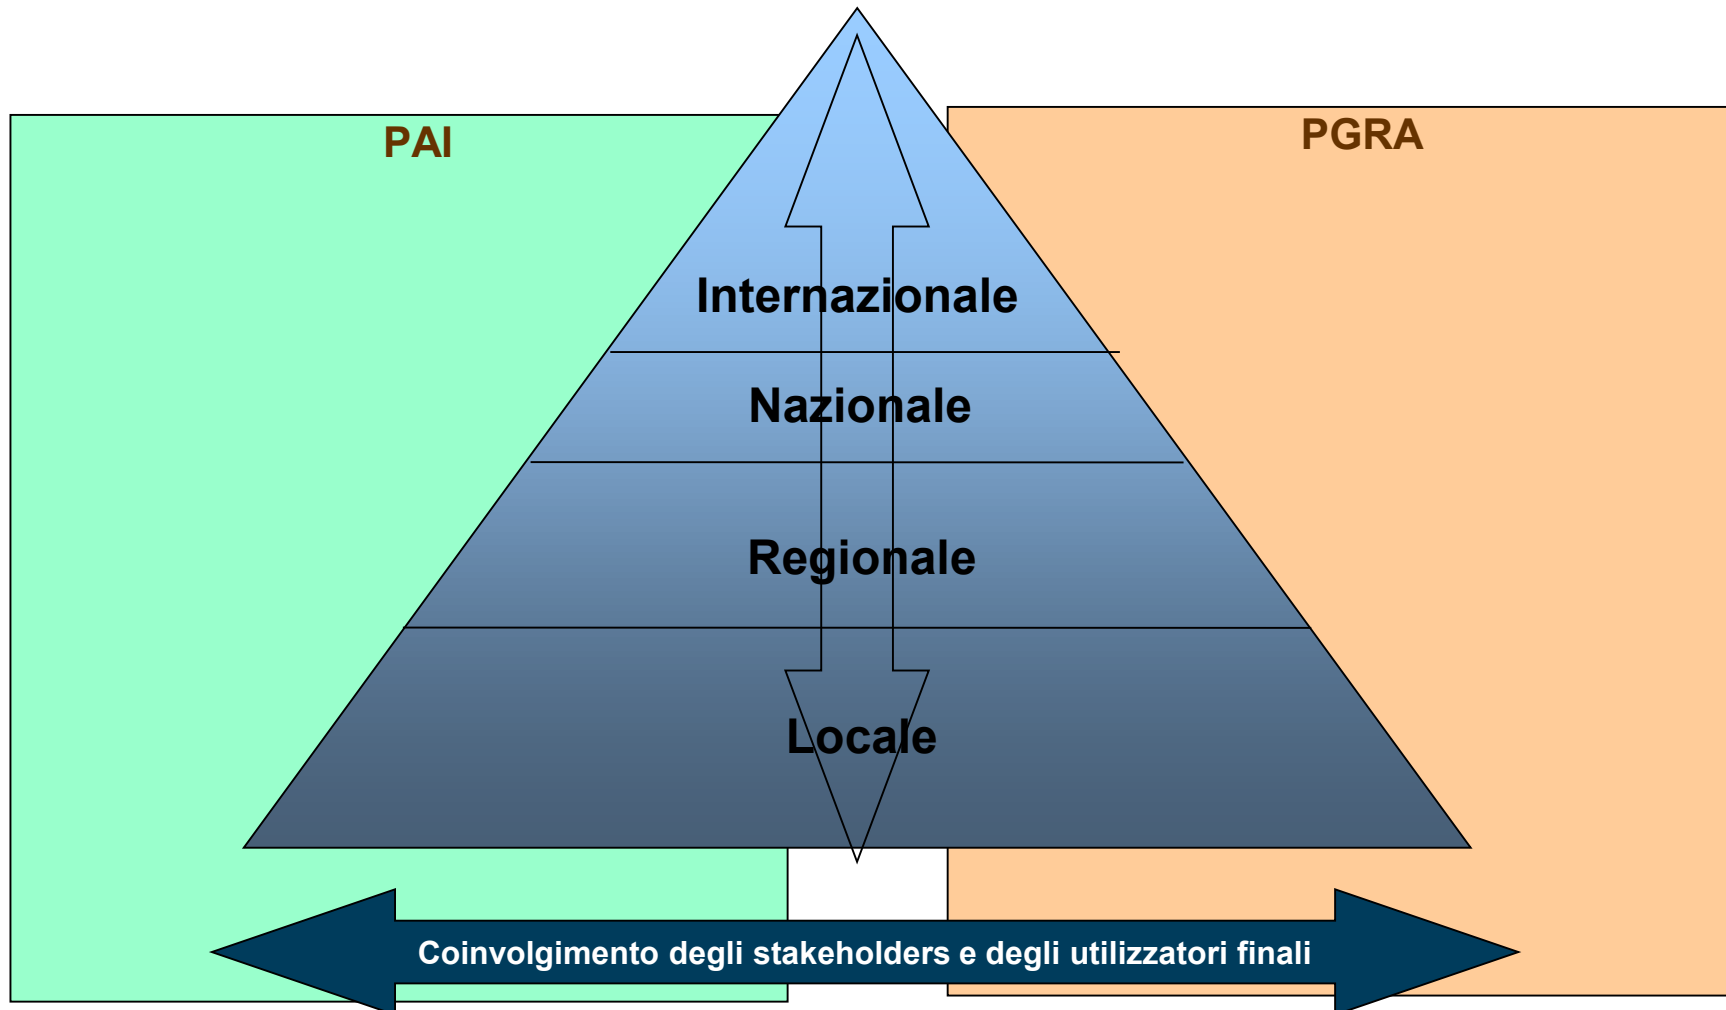 PAI
PGRA
Internazionale
Nazionale
Regionale
Locale
Coinvolgimento degli stakeholders e degli utilizzatori finali